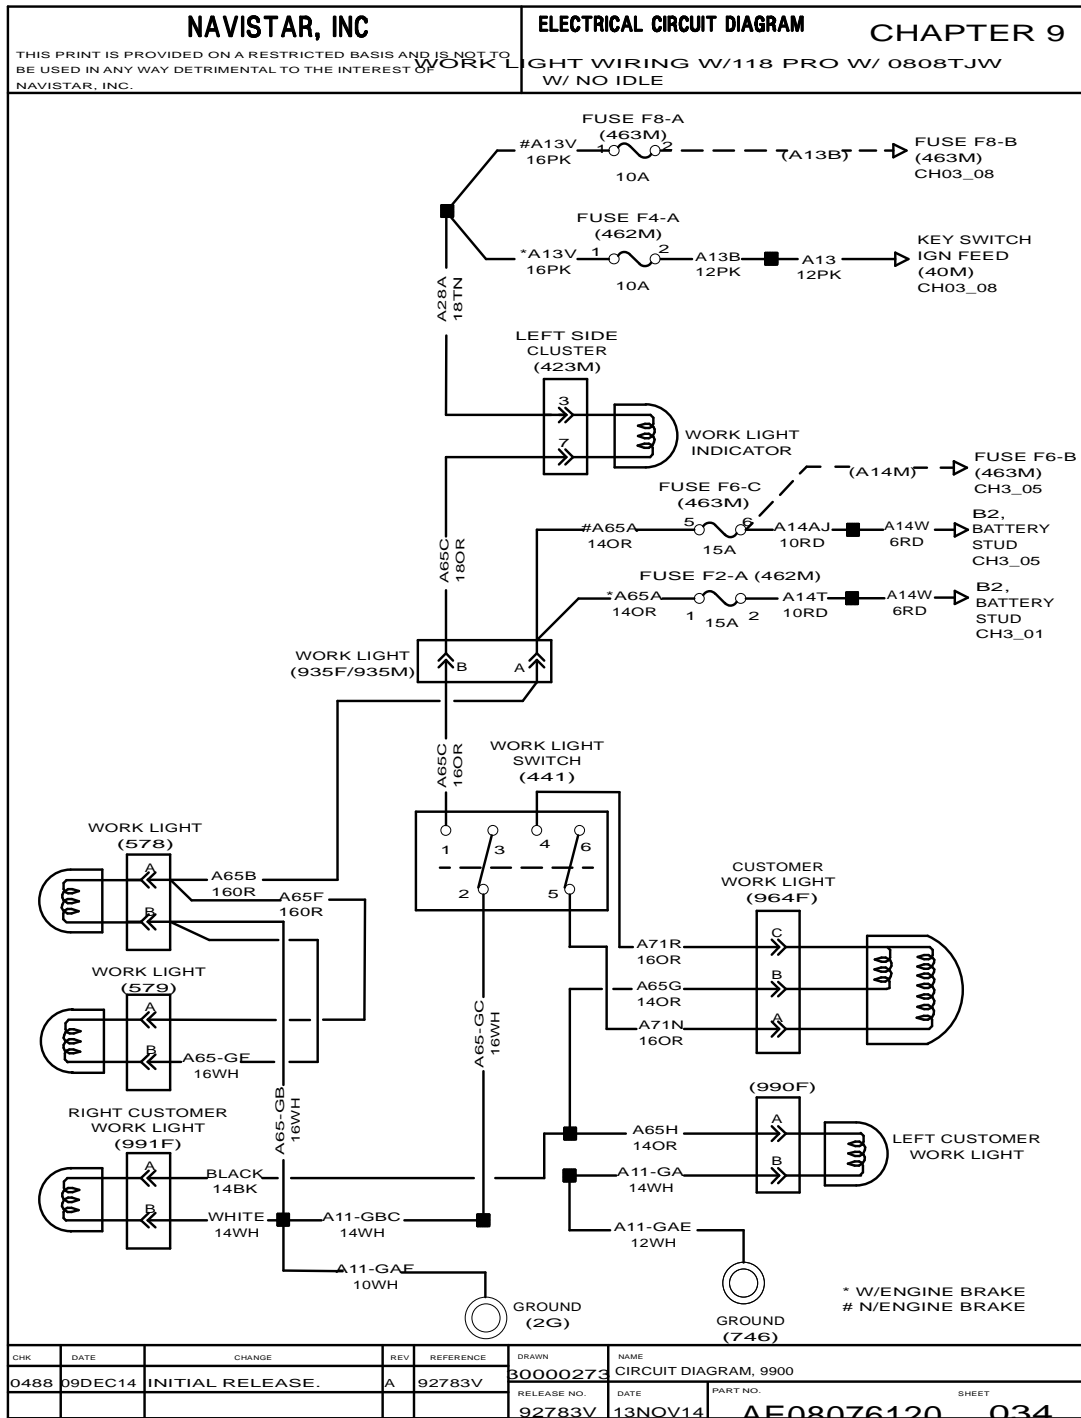 NAVISTAR, INC
THIS PRINT IS PROVIDED ON A RESTRICTED BASIS AND IS NOT TO
BE USED IN ANY WAY DETRIMENTAL TO THE INTEREST OF
NAVISTAR, INC.
ELECTRICAL CIRCUIT DIAGRAM
CHAPTER 9
WORK LIGHT WIRING W/118 PRO W/ 0808TJW
W/ NO IDLE
FUSE F8-A
(463M)
#A13V
16PK
1
2
10A
(A13B)
FUSE F8-B
(463M)
CH03_08
FUSE F4-A
(462M)
*A13V
16PK
1
2
10A
A13B
12PK
A13
12PK
KEY SWITCH
IGN FEED
(40M)
CH03_08
A28A
18TN
LEFT SIDE
CLUSTER
(423M)
3
7
WORK LIGHT
INDICATOR
FUSE F6-B
(463M)
CH3_05
(A14M)
FUSE F6-C
(463M)
#A65A
14OR
5
6
15A
A14AJ
10RD
A14W
6RD
B2,
BATTERY
STUD
CH3_05
FUSE F2-A (462M)
*A65A
14OR
1
15A
2
A14T
10RD
A14W
6RD
B2,
BATTERY
STUD
CH3_01
A65C
18OR
WORK LIGHT
(935F/935M)
B
A
A65C
16OR
WORK LIGHT
SWITCH
(441)
1
3
4
6
2
5
WORK LIGHT
(578)
A
B
A65B
16OR
A65F
16OR
WORK LIGHT
(579)
A
B
A65-GE
16WH
A65-GB
16WH
A65-GC
16WH
RIGHT CUSTOMER
WORK LIGHT
(991F)
A
B
BLACK
14BK
WHITE
14WH
A11-GBC
14WH
A11-GAF
10WH
GROUND
(2G)
CUSTOMER
WORK LIGHT
(964F)
A71R
16OR
C
A65G
14OR
B
A71N
16OR
A
(990F)
A65H
14OR
A
A11-GA
14WH
B
LEFT CUSTOMER
WORK LIGHT
A11-GAE
12WH
GROUND
(746)
* W/ENGINE BRAKE
# N/ENGINE BRAKE
CHK DATE CHANGE REV REFERENCE
0488 09DEC14 INITIAL RELEASE. A 92783V
DRAWN
30000273
NAME
CIRCUIT DIAGRAM, 9900
RELEASE NO.
92783V
DATE
13NOV14
PART NO.
AE08076120
SHEET
034